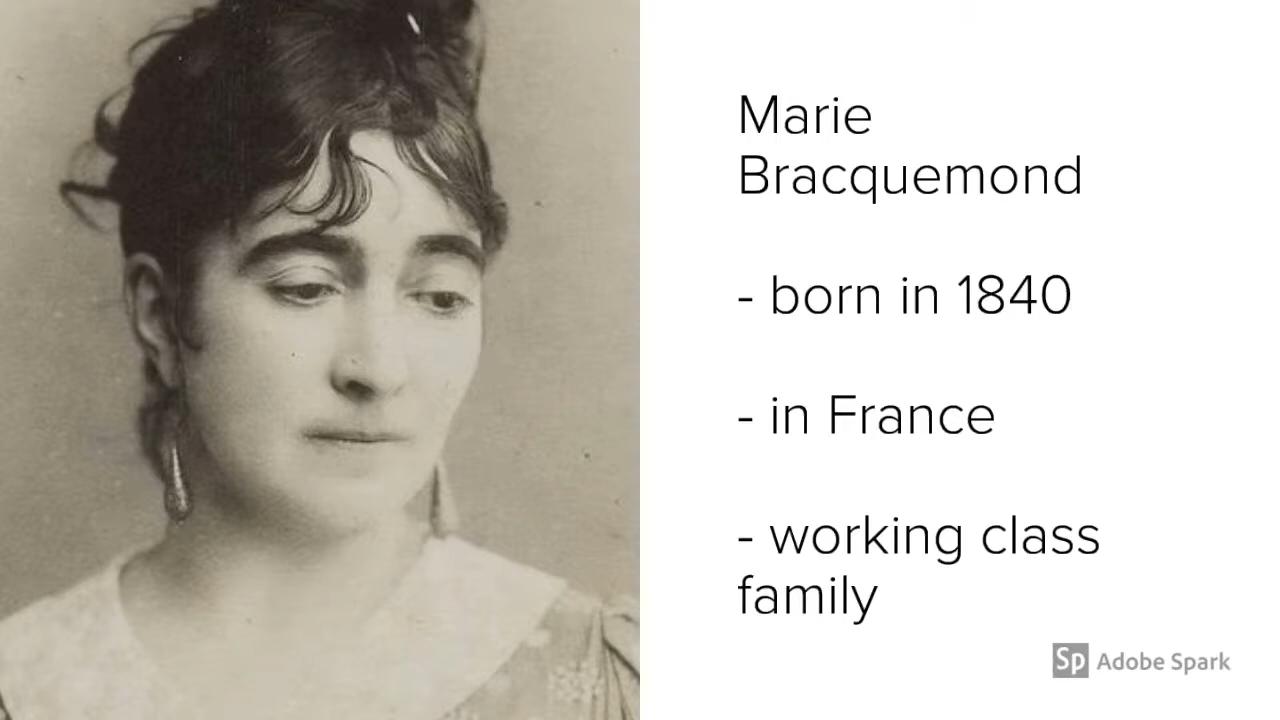 Marie
Bracquemond
- born in 1840
- in France
- working class
family
Sp Adobe Spark